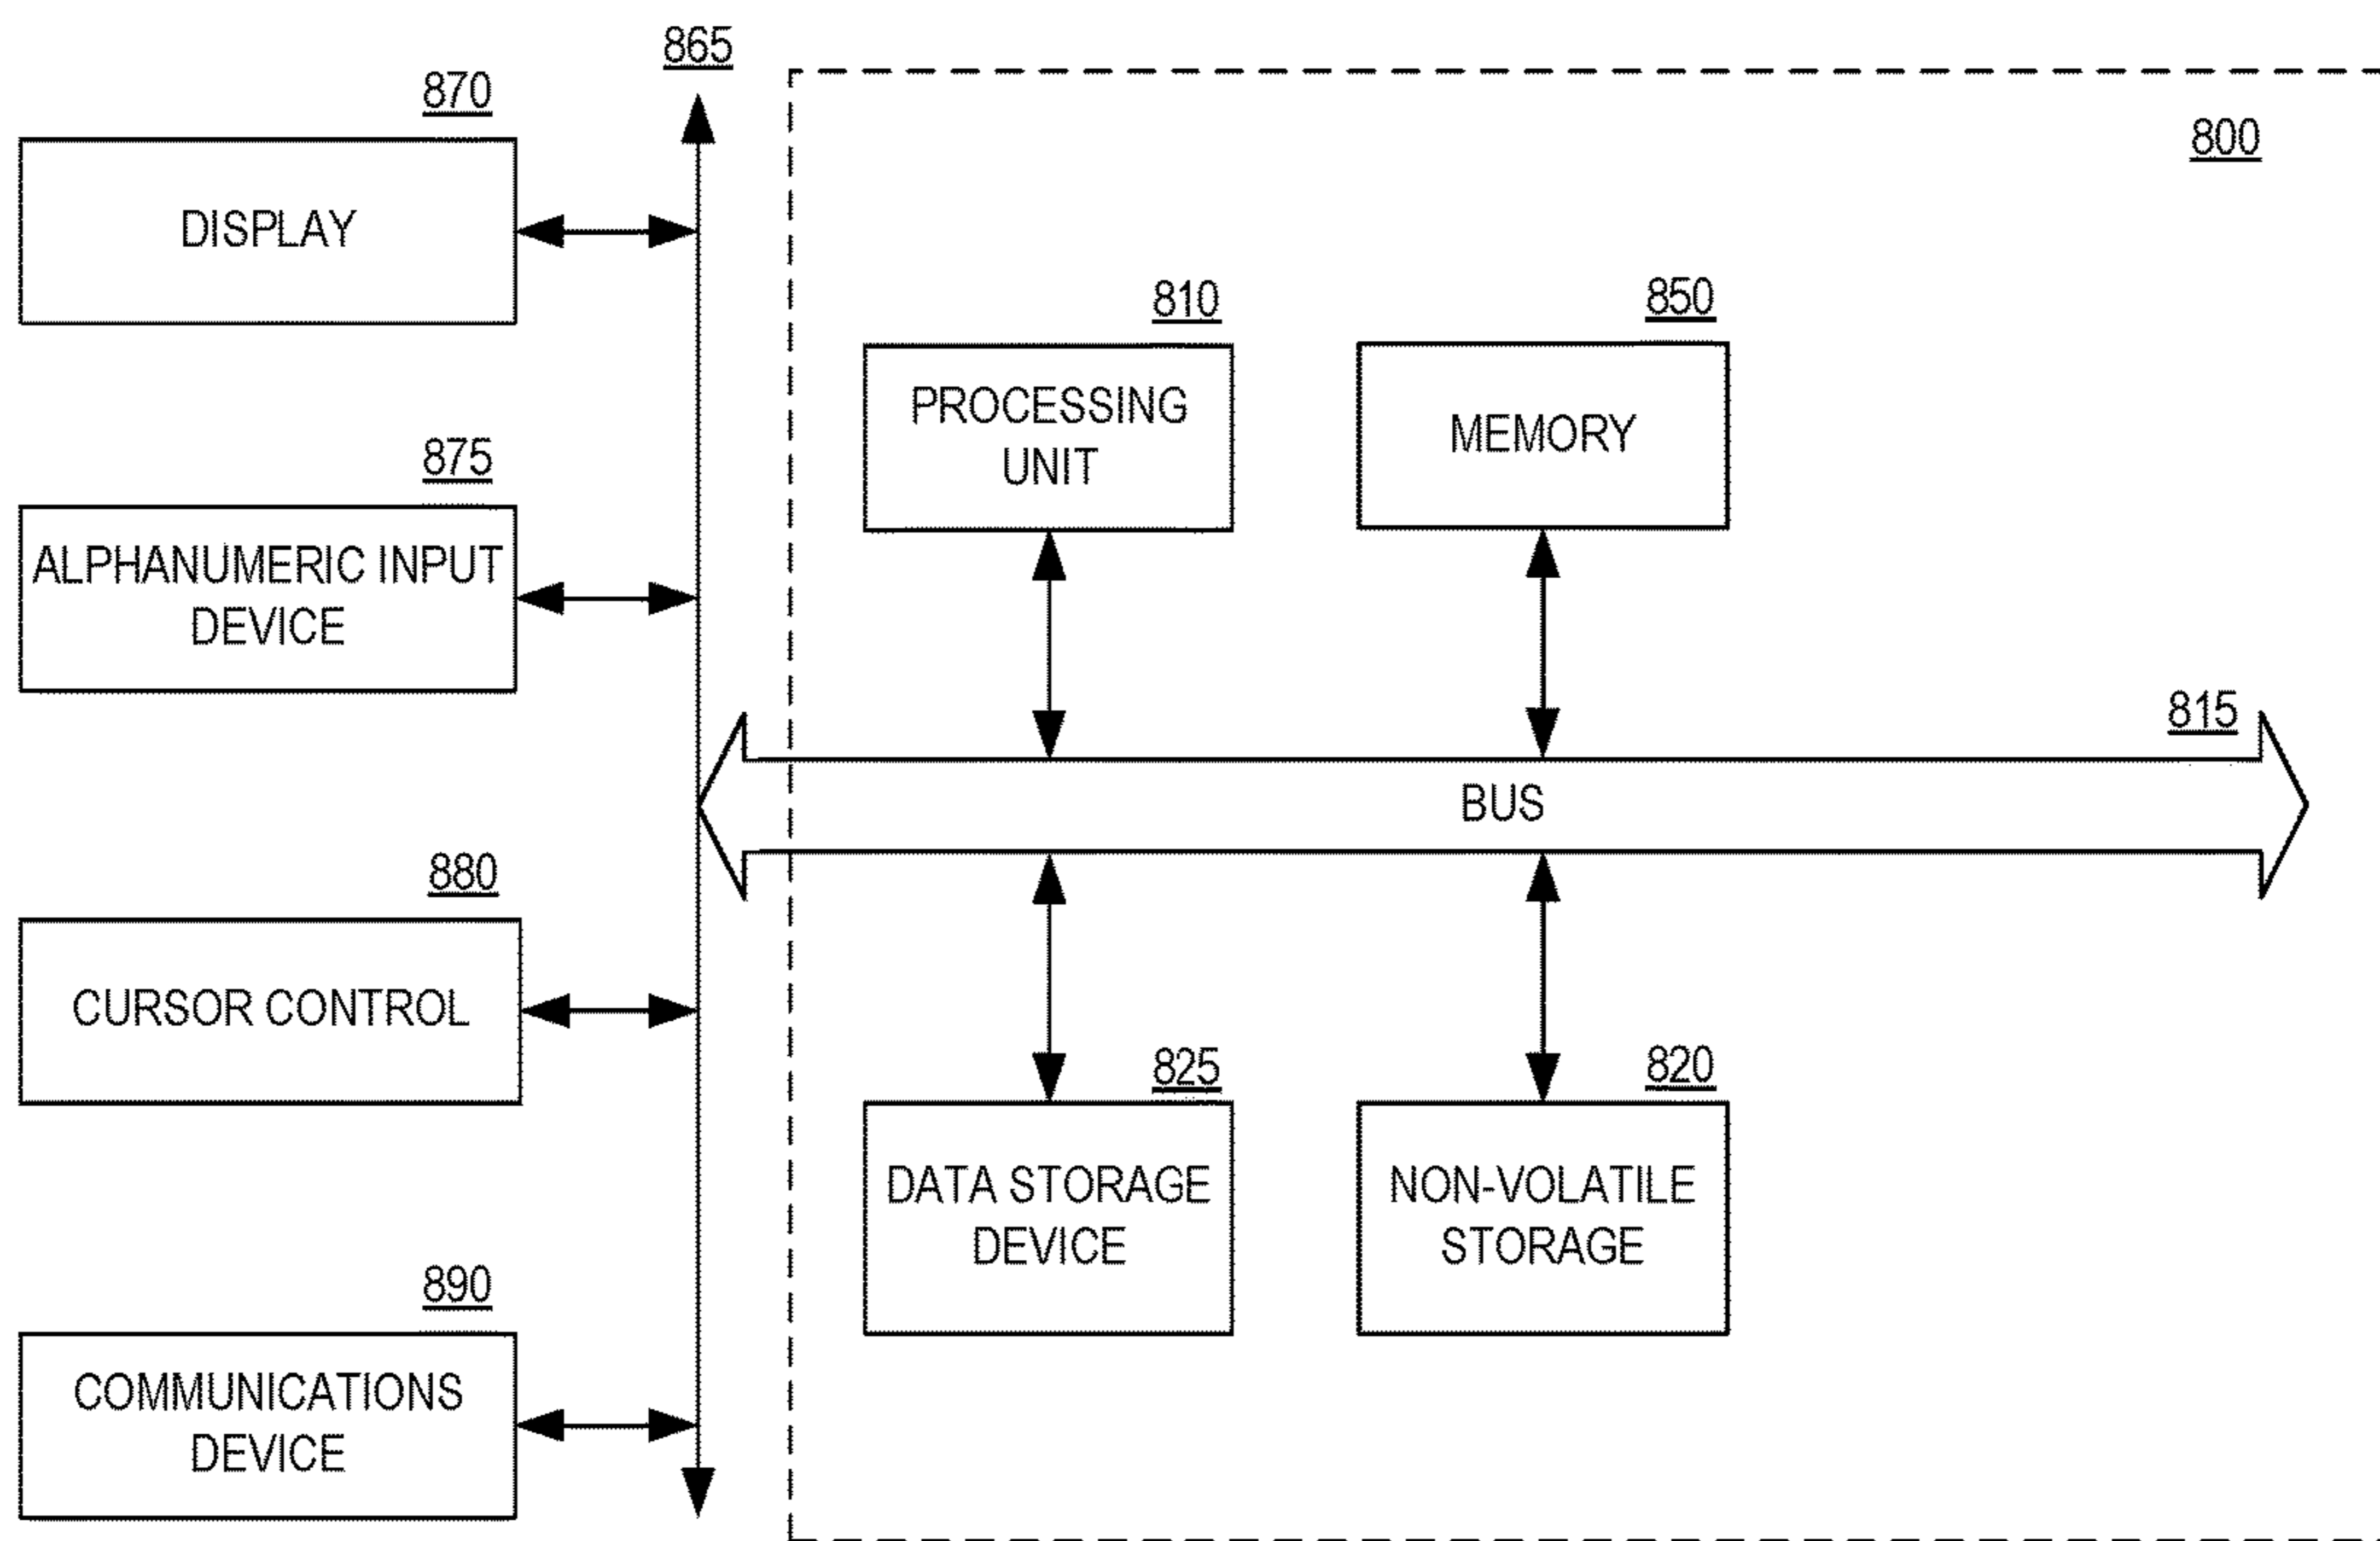 865
870
DISPLAY
800
810
PROCESSING
UNIT
850
MEMORY
875
ALPHANUMERIC INPUT
DEVICE
815
BUS
880
CURSOR CONTROL
825
DATA STORAGE
DEVICE
820
NON-VOLATILE
STORAGE
890
COMMUNICATIONS
DEVICE